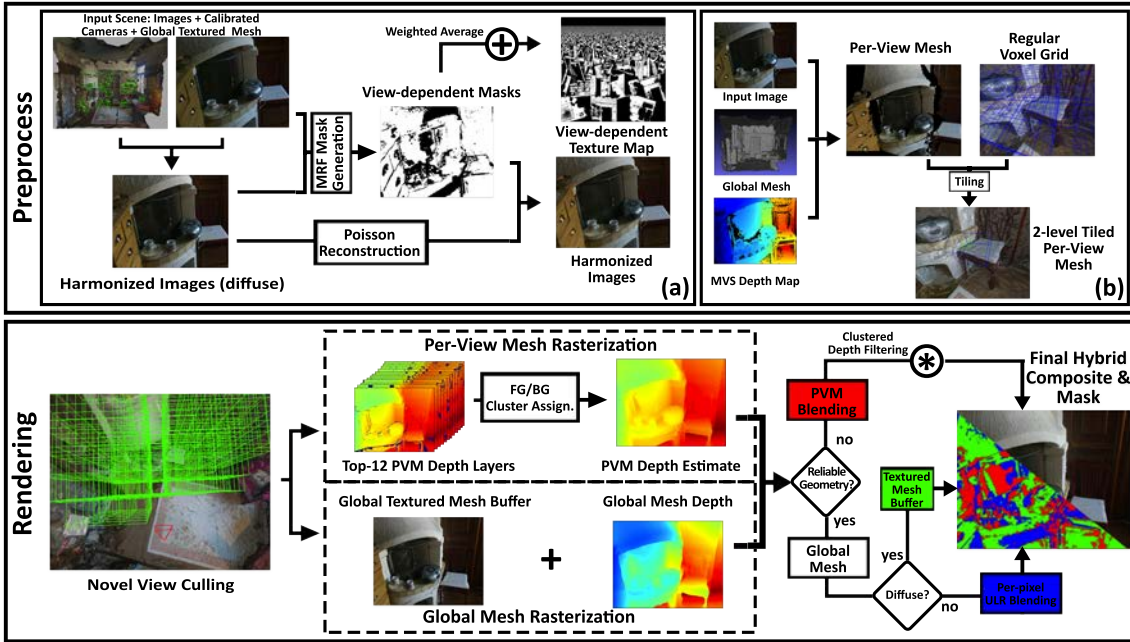 Preprocess
Input Scene: Images + Calibrated
Cameras + Global Textured Mesh
Harmonized Images (diffuse)
MRF Mask
Generation
Poisson
Reconstruction
Weighted Average
View-dependent Masks
View-dependent
Texture Map
Harmonized
Images
(a)
Input Image
Global Mesh
MVS Depth Map
Per-View Mesh
Regular
Voxel Grid
Tiling
2-level Tiled
Per-View
Mesh
(b)
Rendering
Novel View Culling
Per-View Mesh Rasterization
FG/BG
Cluster Assign.
Top-12 PVM Depth Layers
PVM Depth Estimate
Global Textured Mesh Buffer
Global Mesh Depth
Global Mesh Rasterization
Clustered
Depth Filtering
PVM
Blending
no
Reliable
Geometry?
yes
Global
Mesh
Diffuse?
yes
Textured
Mesh
Buffer
no
Per-pixel
ULR Blending
Final Hybrid
Composite &
Mask